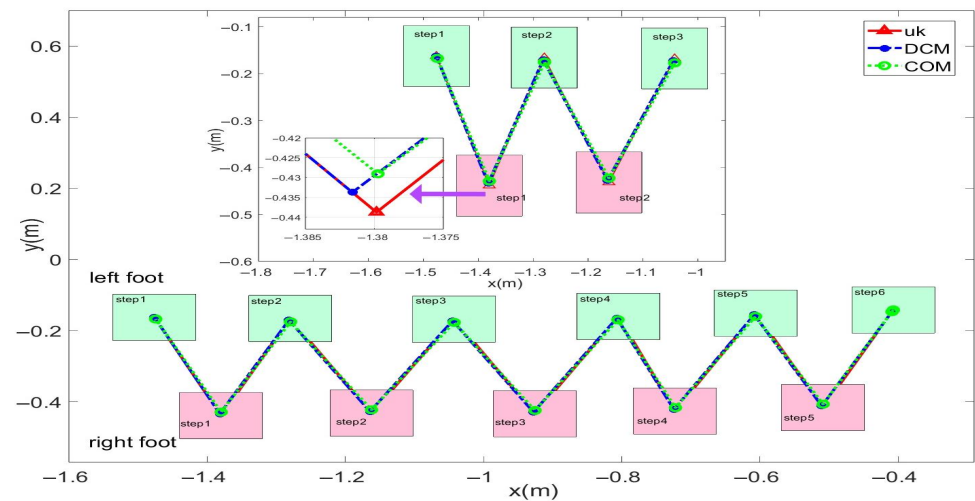 uk
DCM
COM
−0.1
−0.2
−0.3
−0.4
−0.5
−0.6
y(m)
step1
step2
step3
step1
step2
−0.42
−0.425
−0.43
−0.435
−0.44
−1.385
−1.38
−1.375
−1.8
−1.7
−1.6
−1.5
−1.4
−1.3
−1.2
−1.1
−1
x(m)
0.6
0.4
0.2
0
−0.2
−0.4
y(m)
left foot
step1
step2
step3
step4
step5
step6
step1
step2
step3
step4
step5
right foot
−1.6
−1.4
−1.2
−1
−0.8
−0.6
−0.4
x(m)